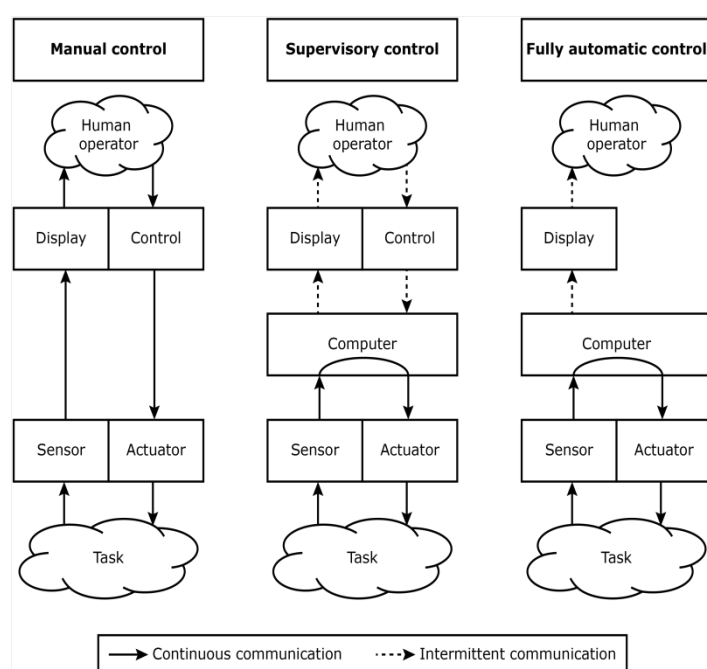 Manual control
Supervisory control
Fully automatic control
Human
operator
Human
operator
Human
operator
Display
Control
Display
Control
Display
Computer
Computer
Sensor
Actuator
Sensor
Actuator
Sensor
Actuator
Task
Task
Task
Continuous communication
Intermittent communication